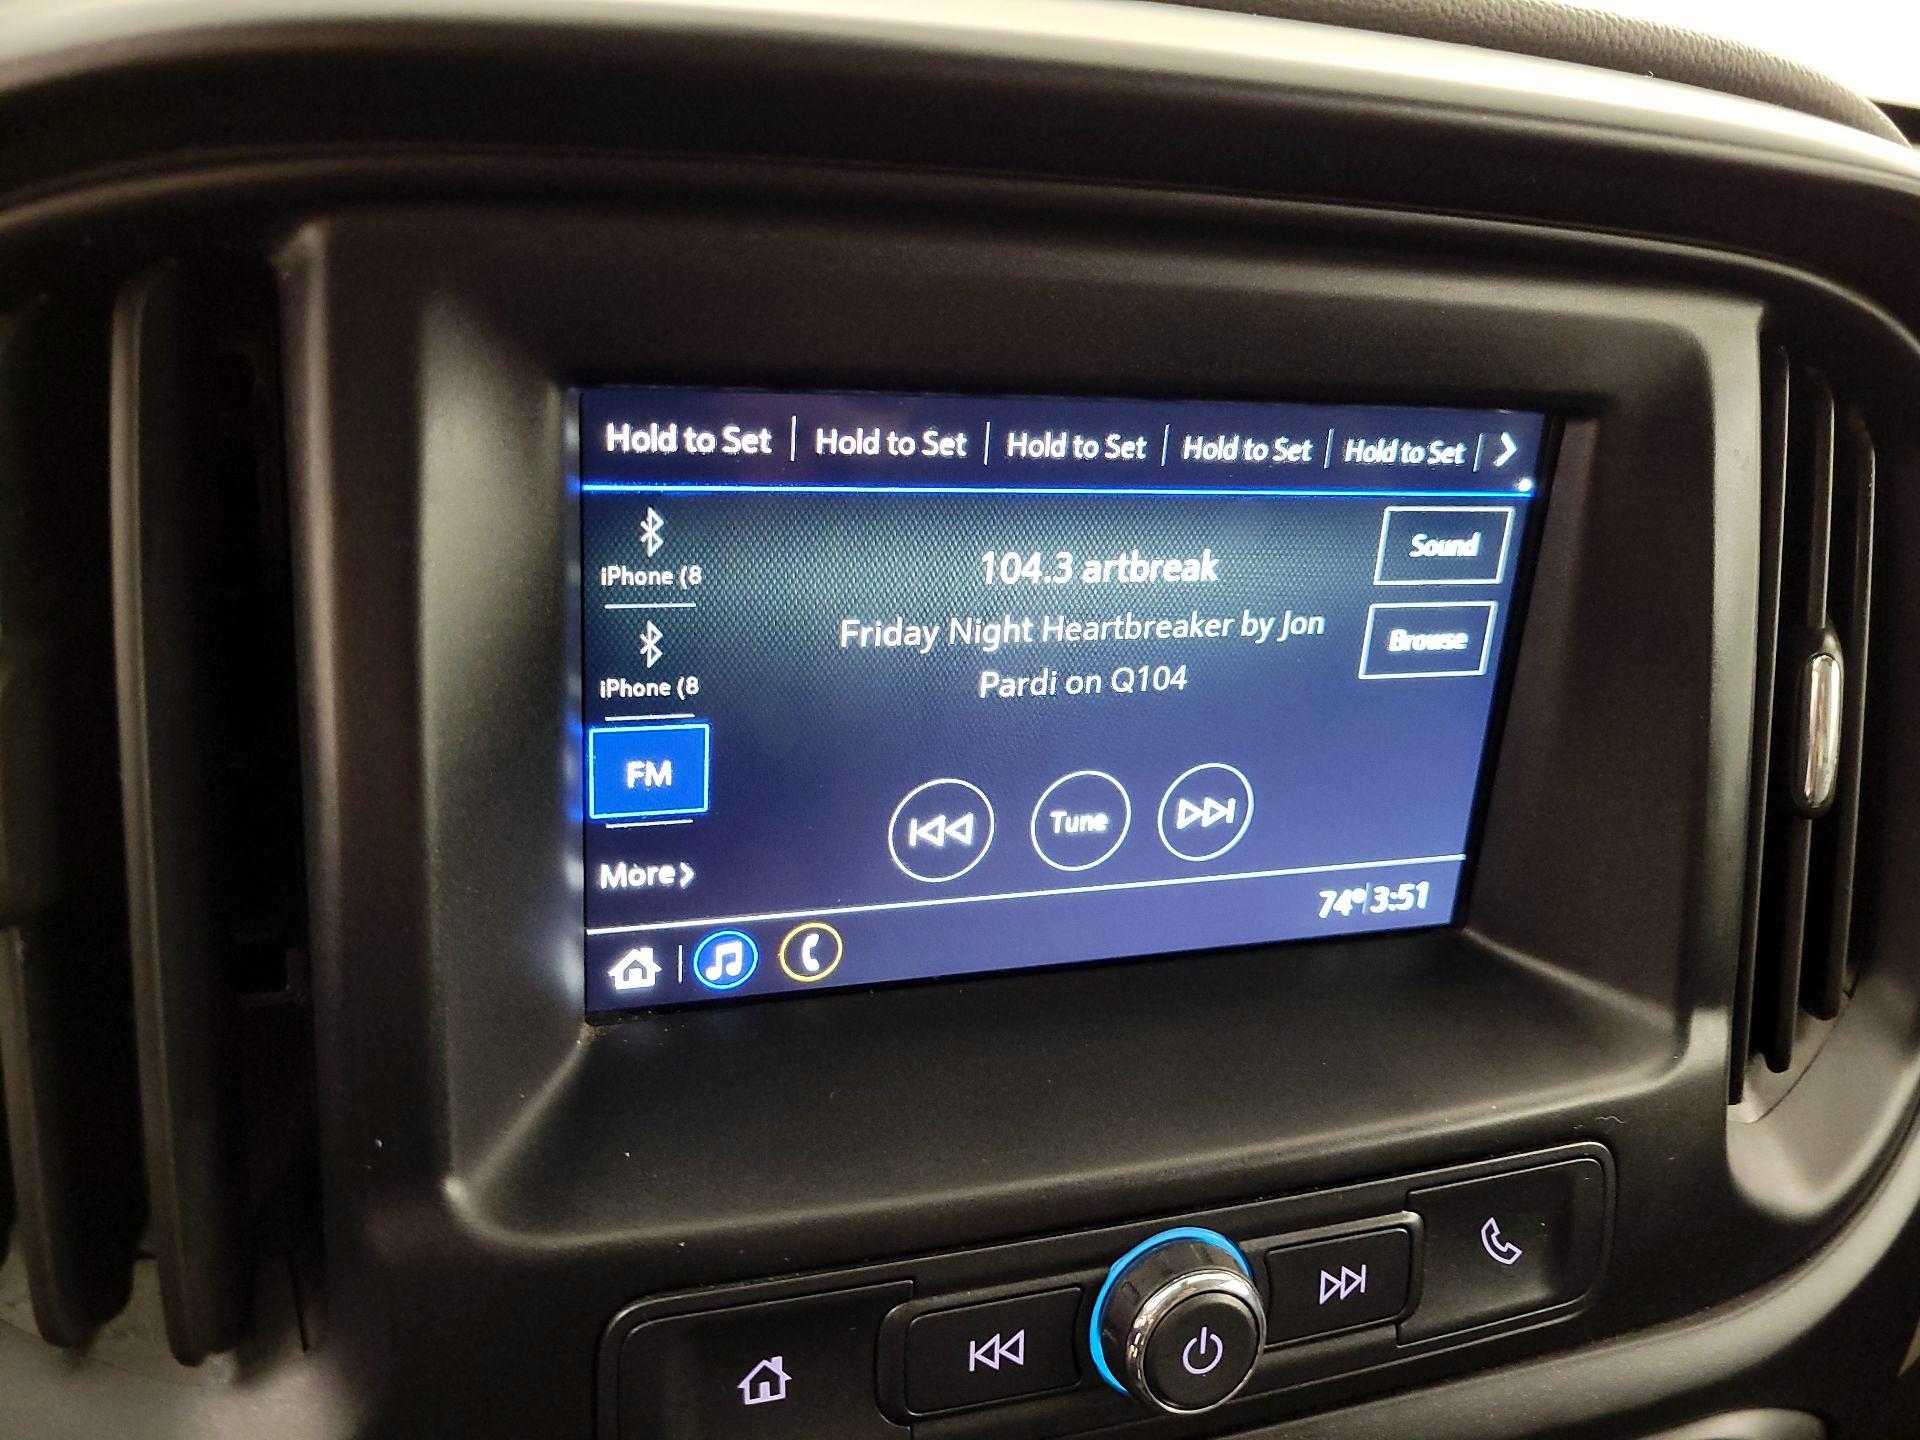 Hold to Set | Hold to Set | Hold to Set | Hold to Set | Hold to Set
iPhone (8
104.3 artbreak
Sound
Friday Night Heartbreaker by Jon
Pardi on Q104
Browse
iPhone (8
FM
Tune
More
74° 3:51